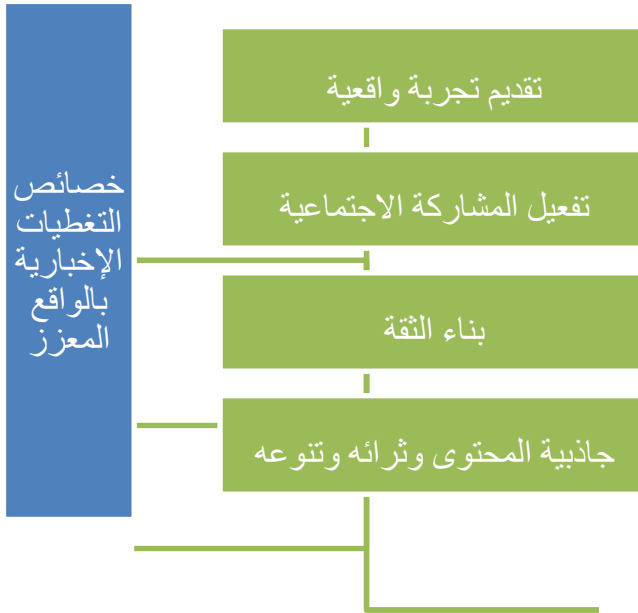 خصائص
التغطيات
الإخبارية
بالواقع
المعزز
تقديم تجربة واقعية
تفعيل المشاركة الاجتماعية
بناء الثقة
جاذبية المحتوى وثرائه وتنوعه